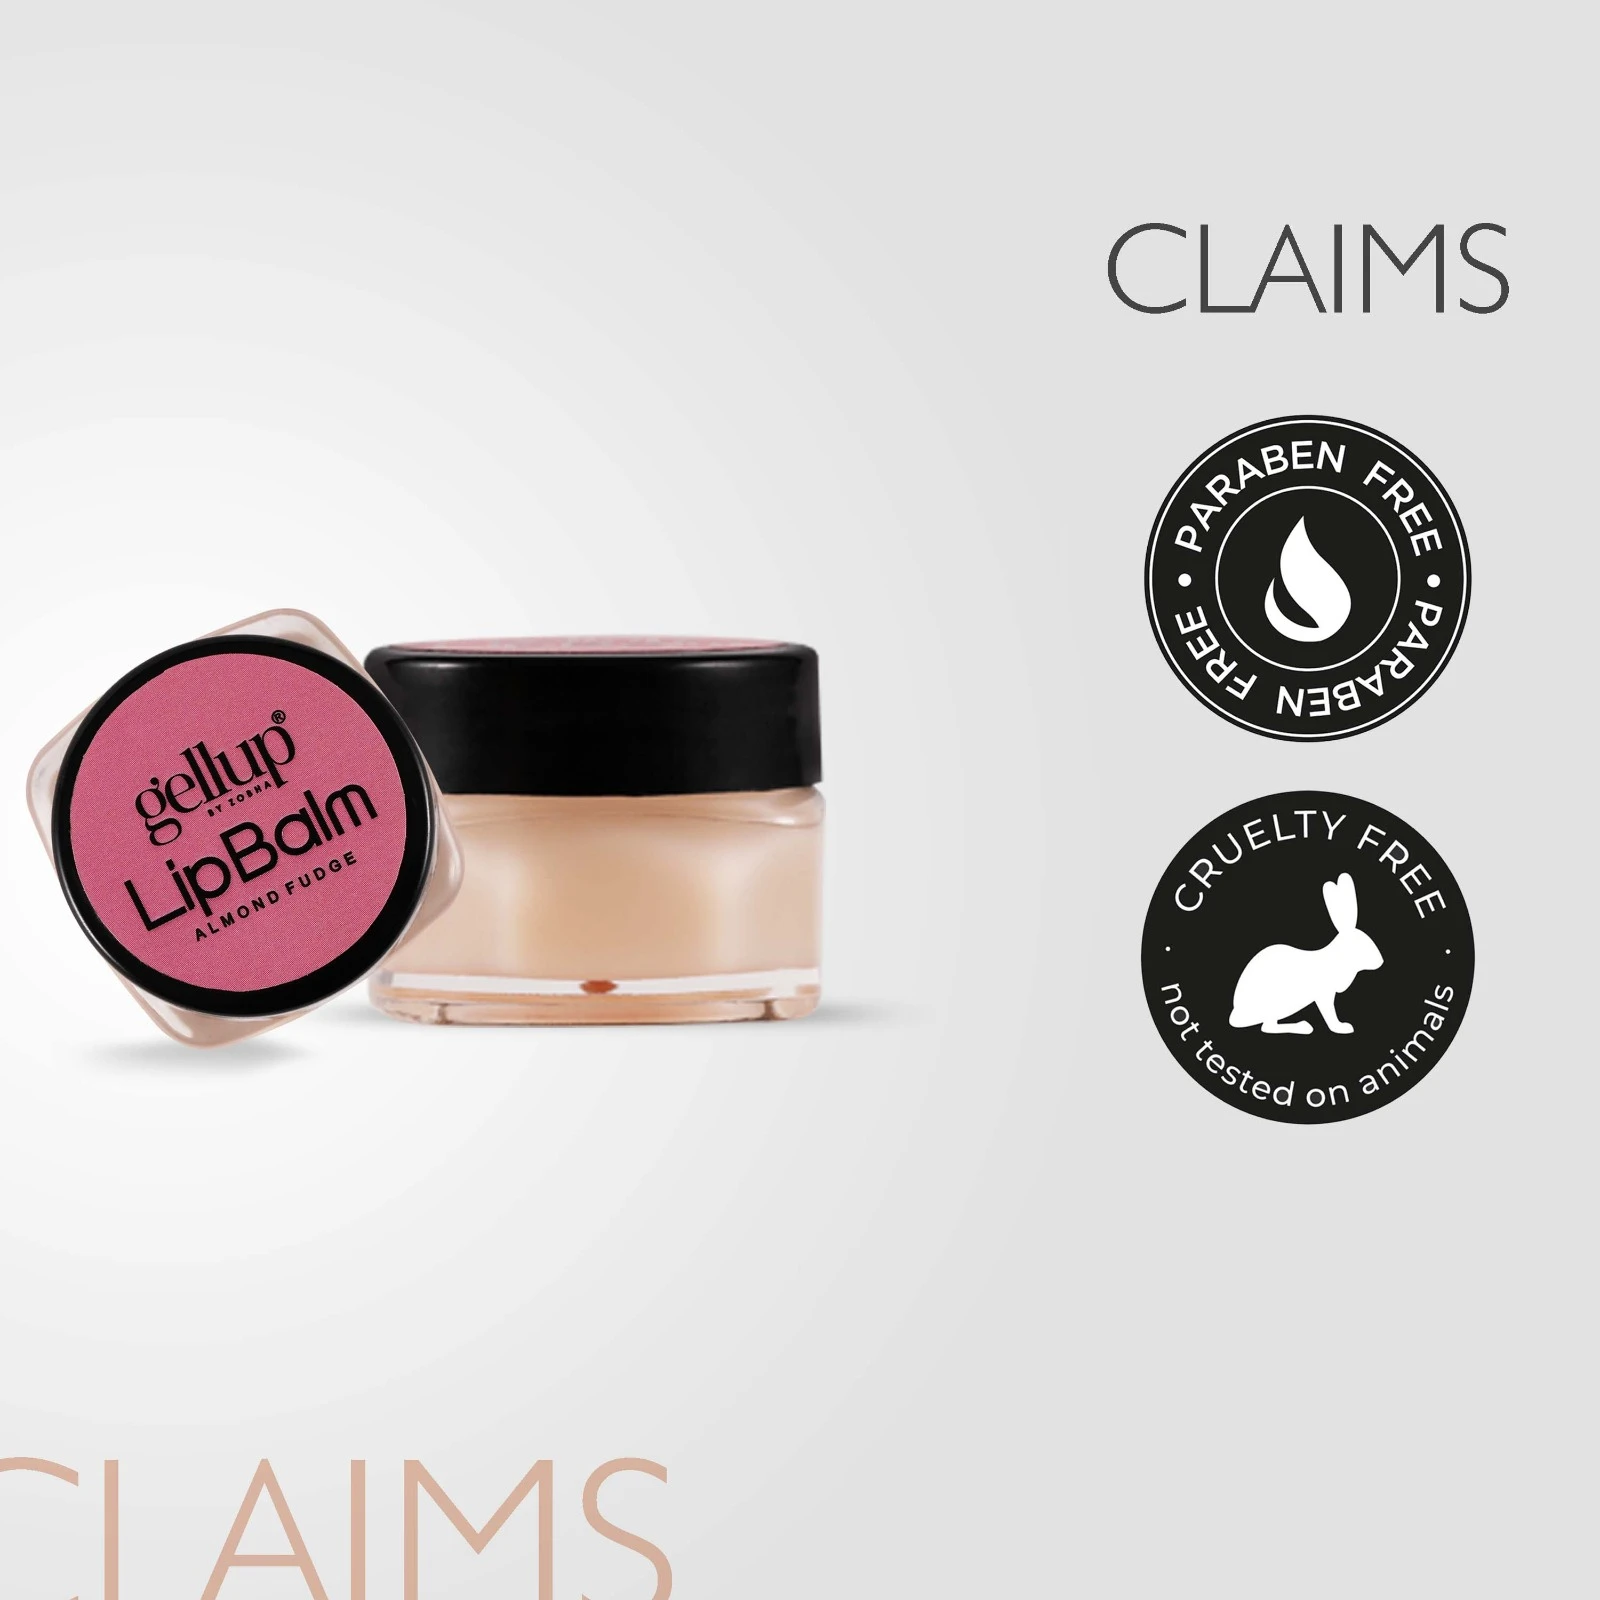 CLAIMS
PARABEN FREE • PARABEN FREE •
CRUELTY FREE
· not tested on animals ·
gellup®
BY ZOBHA
LipBalm
ALMOND FUDGE
CLAIMS